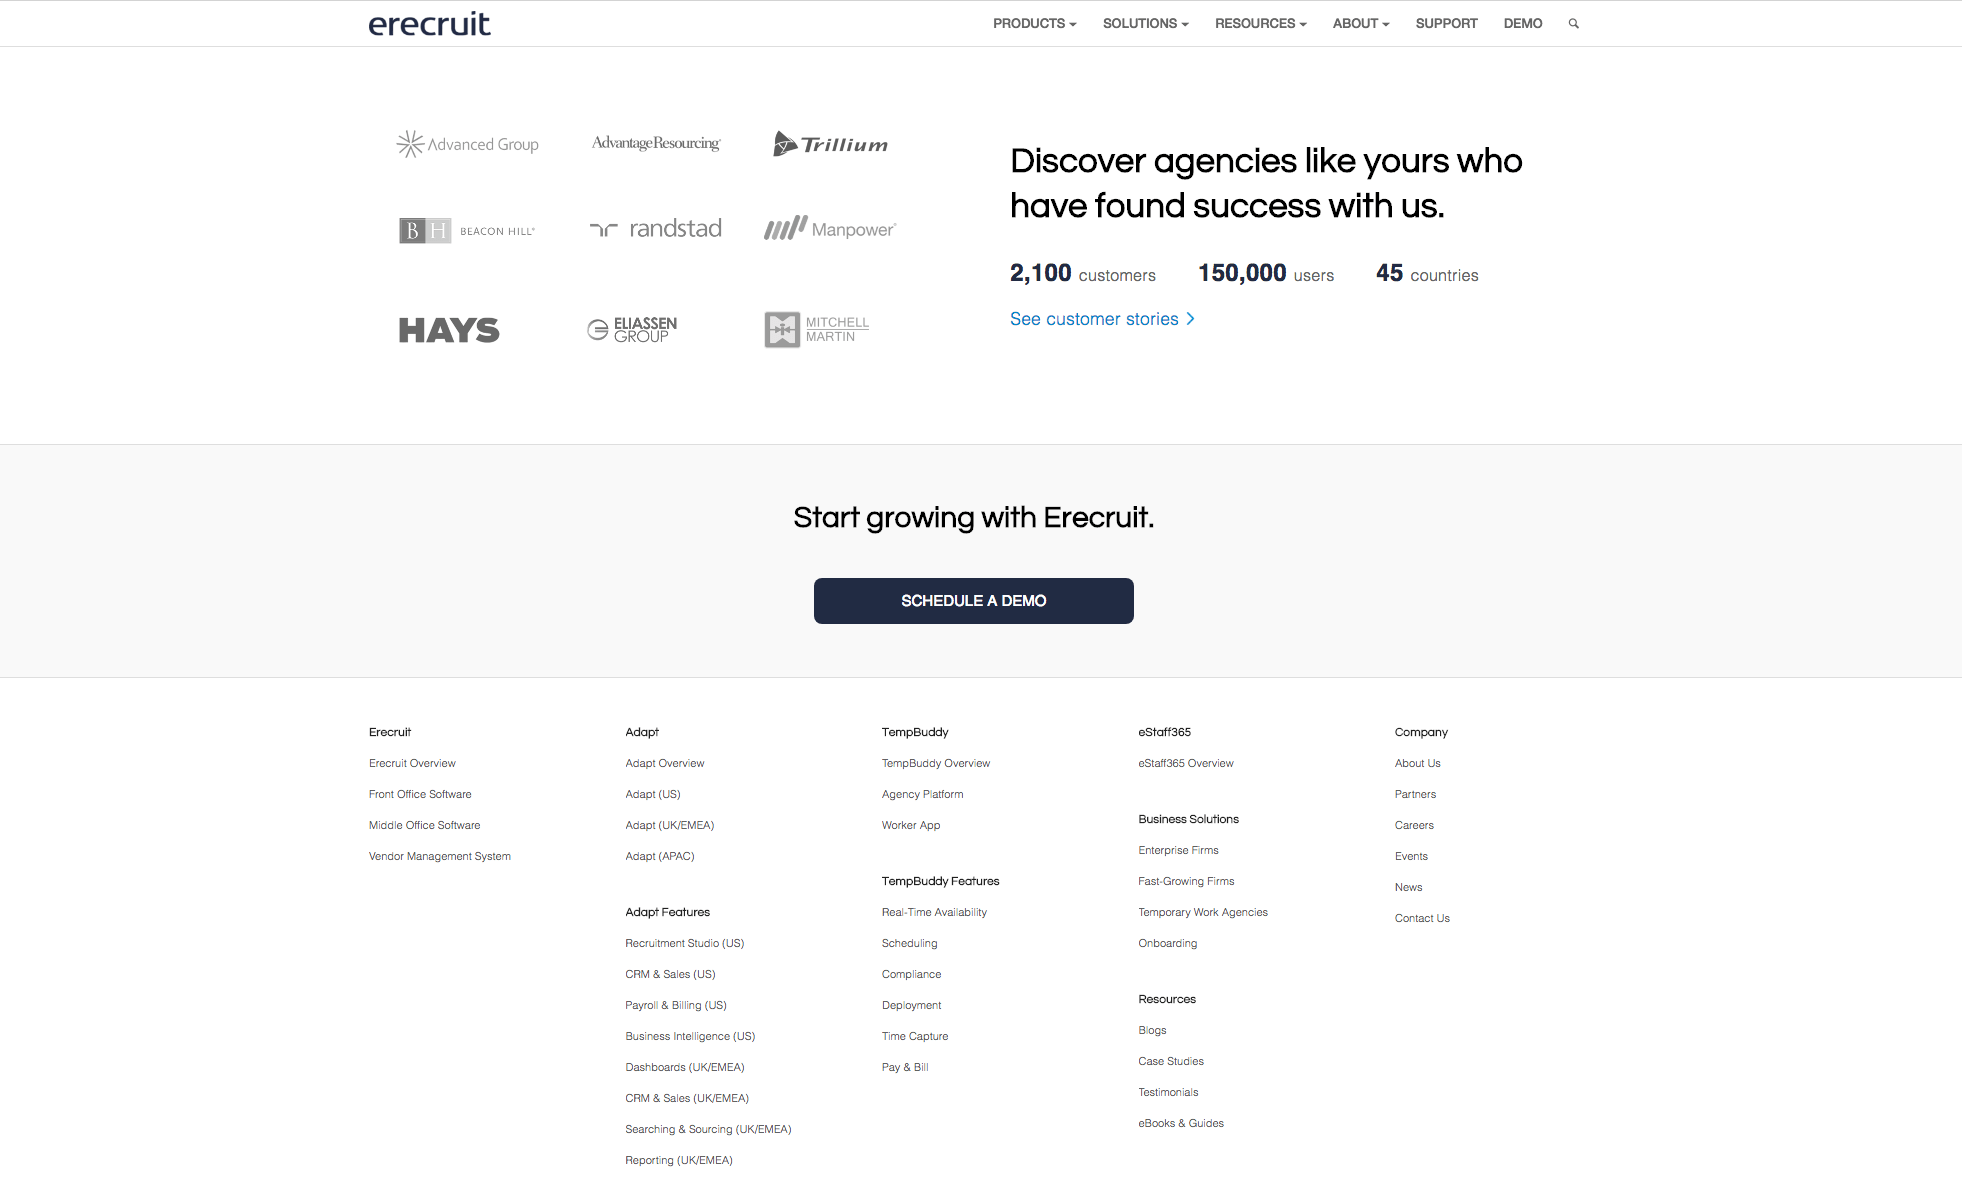 erecruit
PRODUCTS
SOLUTIONS
RESOURCES
ABOUT
SUPPORT
DEMO
Advanced Group
AdvantageResourcing®
Trillium
BH BEACON HILL®
randstad
Manpower®
HAYS
ELIASSEN
GROUP
MITCHELL
MARTIN
Discover agencies like yours who
have found success with us.
2,100 customers
150,000 users
45 countries
See customer stories
Start growing with Erecruit.
SCHEDULE A DEMO
Erecruit
Erecruit Overview
Front Office Software
Middle Office Software
Vendor Management System
Adapt
Adapt Overview
Adapt (US)
Adapt (UK/EMEA)
Adapt (APAC)
Adapt Features
Recruitment Studio (US)
CRM & Sales (US)
Payroll & Billing (US)
Business Intelligence (US)
Dashboards (UK/EMEA)
CRM & Sales (UK/EMEA)
Searching & Sourcing (UK/EMEA)
Reporting (UK/EMEA)
TempBuddy
TempBuddy Overview
Agency Platform
Worker App
TempBuddy Features
Real-Time Availability
Scheduling
Compliance
Deployment
Time Capture
Pay & Bill
eStaff365
eStaff365 Overview
Business Solutions
Enterprise Firms
Fast-Growing Firms
Temporary Work Agencies
Onboarding
Resources
Blogs
Case Studies
Testimonials
eBooks & Guides
Company
About Us
Partners
Careers
Events
News
Contact Us